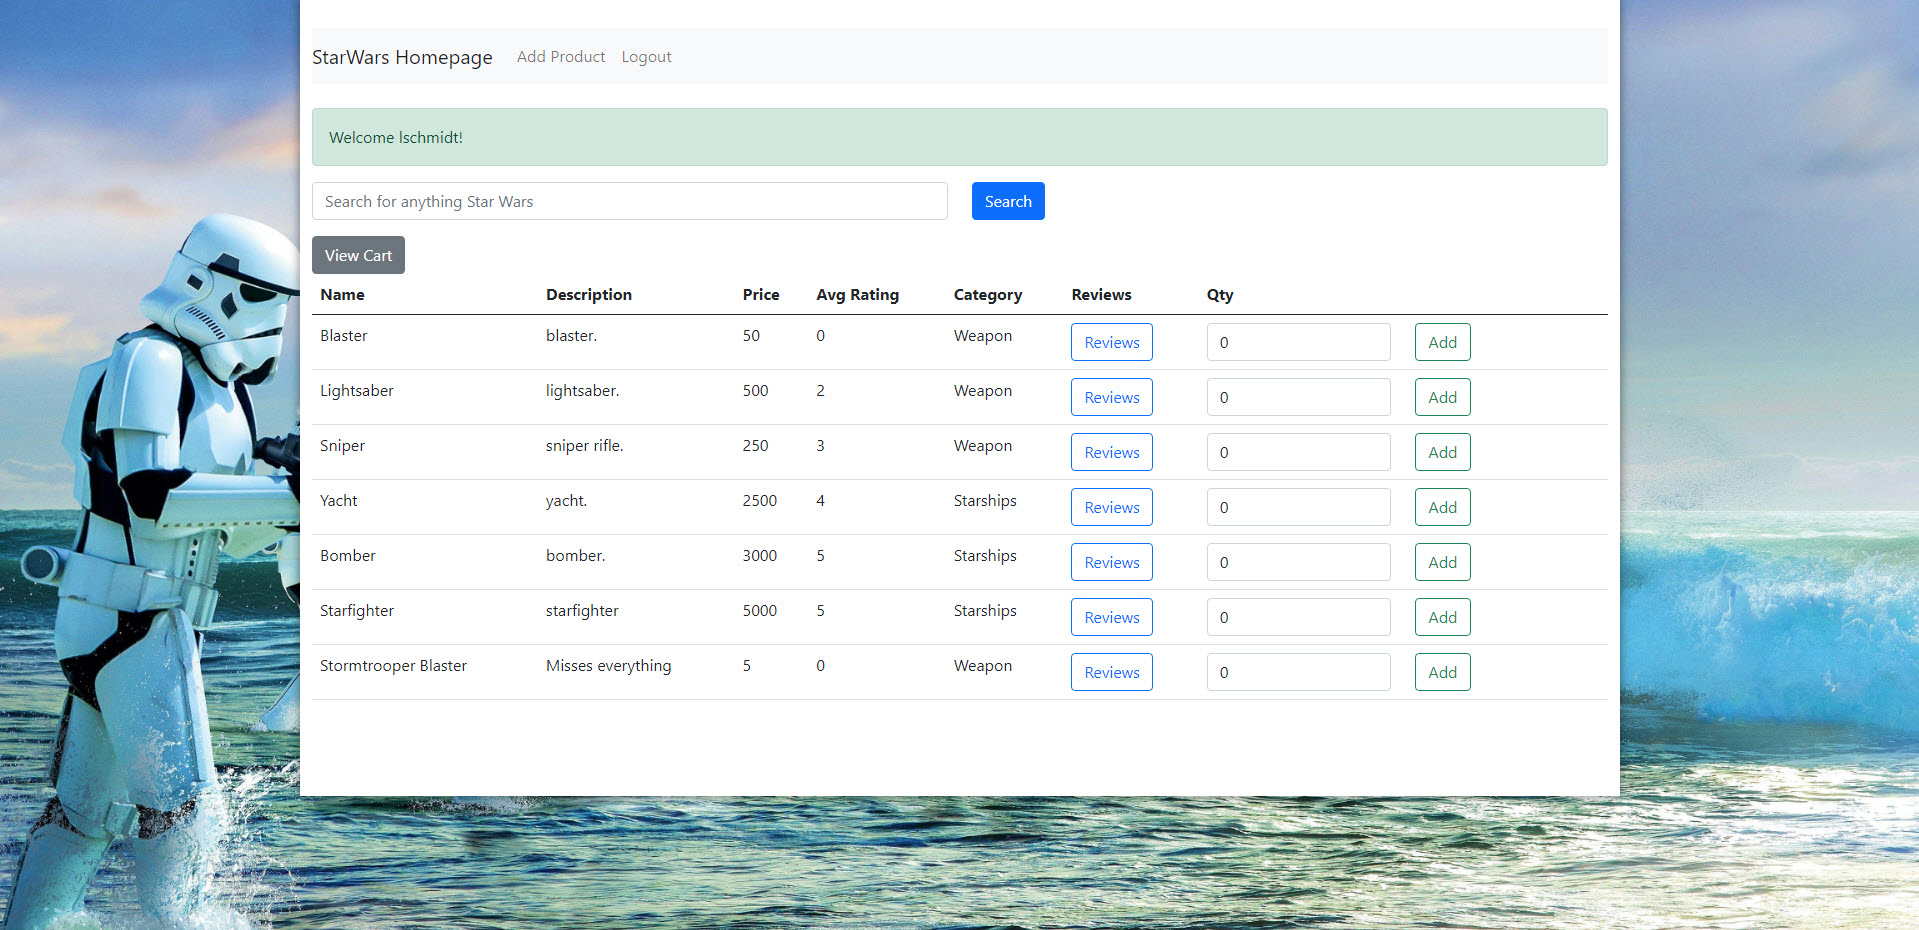 StarWars Homepage Add Product Logout
Welcome lschmidt!
Search for anything Star Wars Search
View Cart
Name Description Price Avg Rating Category Reviews Qty
Blaster blaster. 50 0 Weapon Reviews 0 Add
Lightsaber lightsaber. 500 2 Weapon Reviews 0 Add
Sniper sniper rifle. 250 3 Weapon Reviews 0 Add
Yacht yacht. 2500 4 Starships Reviews 0 Add
Bomber bomber. 3000 5 Starships Reviews 0 Add
Starfighter starfighter 5000 5 Starships Reviews 0 Add
Stormtrooper Blaster Misses everything 5 0 Weapon Reviews 0 Add